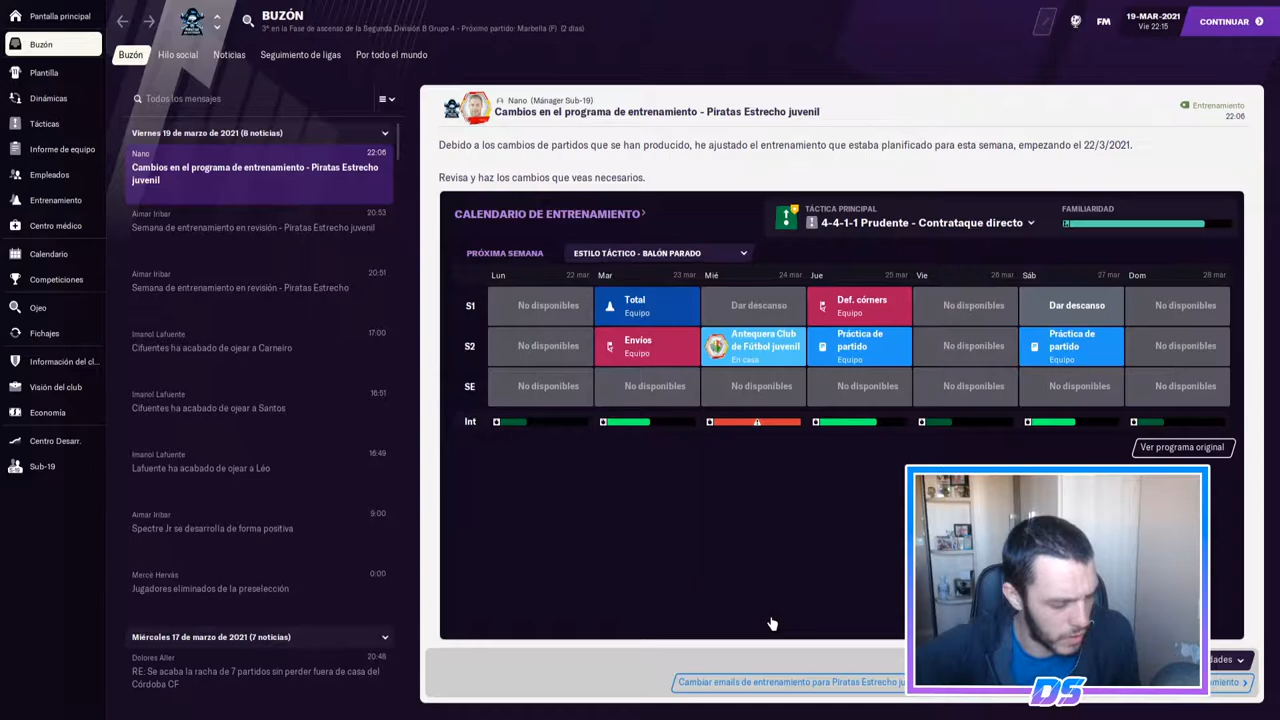 Pantalla principal
Buzón
Plantilla
Dinámicas
Tácticas
Informe de equipo
Empleados
Entrenamiento
Centro médico
Calendario
Competiciones
Ojeo
Fichajes
Información del cl...
Visión del club
Economía
Centro Desarr.
Sub-19
BUZÓN
3º en la Fase de ascenso de la Segunda División B Grupo 4 - Próximo partido: Marbella (F) (2 días)
FM
19-MAR-2021
Vie 22:15
CONTINUAR
Buzón
Hilo social
Noticias
Seguimiento de ligas
Por todo el mundo
Todos los mensajes
Viernes 19 de marzo de 2021 (8 noticias)
Nano
22:06
Cambios en el programa de entrenamiento - Piratas Estrecho
juvenil
Aimar Iribar
20:53
Semana de entrenamiento en revisión - Piratas Estrecho juvenil
Aimar Iribar
20:51
Semana de entrenamiento en revisión - Piratas Estrecho
Imanol Lafuente
17:00
Cifuentes ha acabado de ojear a Carneiro
Imanol Lafuente
16:51
Cifuentes ha acabado de ojear a Santos
Imanol Lafuente
16:49
Lafuente ha acabado de ojear a Léo
Aimar Iribar
9:00
Spectre Jr se desarrolla de forma positiva
Mercè Hervás
0:00
Jugadores eliminados de la preselección
Miércoles 17 de marzo de 2021 (7 noticias)
Dolores Aller
20:48
RE: Se acaba la racha de 7 partidos sin perder fuera de casa del
Córdoba CF
Nano (Mánager Sub-19)
Cambios en el programa de entrenamiento - Piratas Estrecho juvenil
Entrenamiento
22:06
Debido a los cambios de partidos que se han producido, he ajustado el entrenamiento que estaba planificado para esta semana, empezando el 22/3/2021.
Revisa y haz los cambios que veas necesarios.
CALENDARIO DE ENTRENAMIENTO
TÁCTICA PRINCIPAL
4-4-1-1 Prudente - Contrataque directo
FAMILIARIDAD
PRÓXIMA SEMANA
ESTILO TÁCTICO - BALÓN PARADO
Lun 22 mar Mar 23 mar Mié 24 mar Jue 25 mar Vie 26 mar Sáb 27 mar Dom 28 mar
S1
No disponibles
Total
Equipo
Dar descanso
Def. córners
Equipo
No disponibles
Dar descanso
No disponibles
S2
No disponibles
Envíos
Equipo
Antequera Club
de Fútbol juvenil
En casa
Práctica de
partido
Equipo
No disponibles
Práctica de
partido
Equipo
No disponibles
SE
No disponibles
No disponibles
No disponibles
No disponibles
No disponibles
No disponibles
No disponibles
Int
Ver programa original
dades
Cambiar emails de entrenamiento para Piratas Estrecho ju
miento
DS